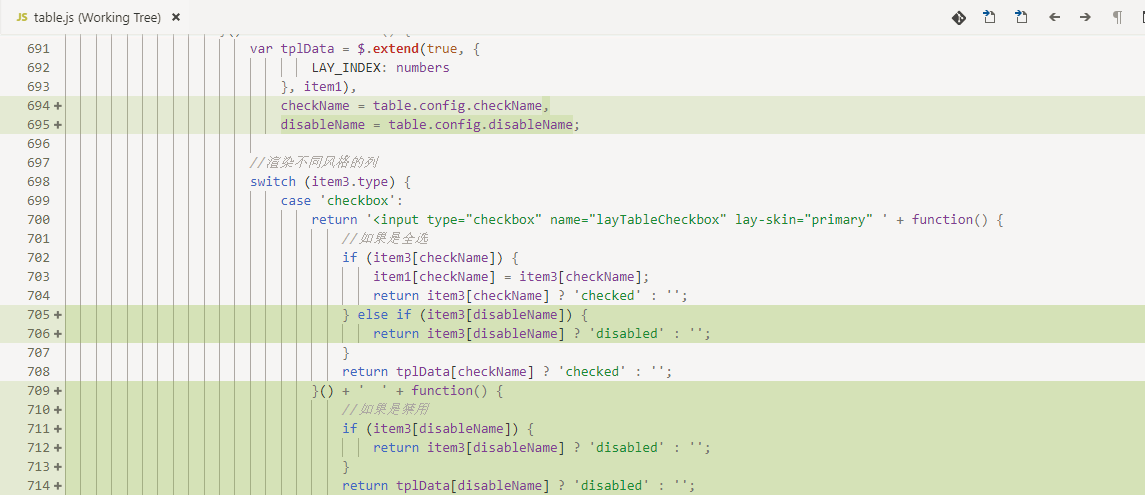 JS table.js (Working Tree) ×
691 var tplData = $.extend(true, {
692 LAY_INDEX: numbers
693 }, item1),
694 + checkName = table.config.checkName,
695 + disableName = table.config.disableName;
696
697 //渲染不同风格的列
698 switch (item3.type) {
699 case 'checkbox':
700 return '<input type="checkbox" name="layTableCheckbox" lay-skin="primary" ' + function() {
701 //如果是全选
702 if (item3[checkName]) {
703 item1[checkName] = item3[checkName];
704 return item3[checkName] ? 'checked' : '';
705 + } else if (item3[disableName]) {
706 + return item3[disableName] ? 'disabled' : '';
707 }
708 return tplData[checkName] ? 'checked' : '';
709 + }() + '  ' + function() {
710 + //如果是禁用
711 + if (item3[disableName]) {
712 + return item3[disableName] ? 'disabled' : '';
713 + }
714 + return tplData[disableName] ? 'disabled' : '';